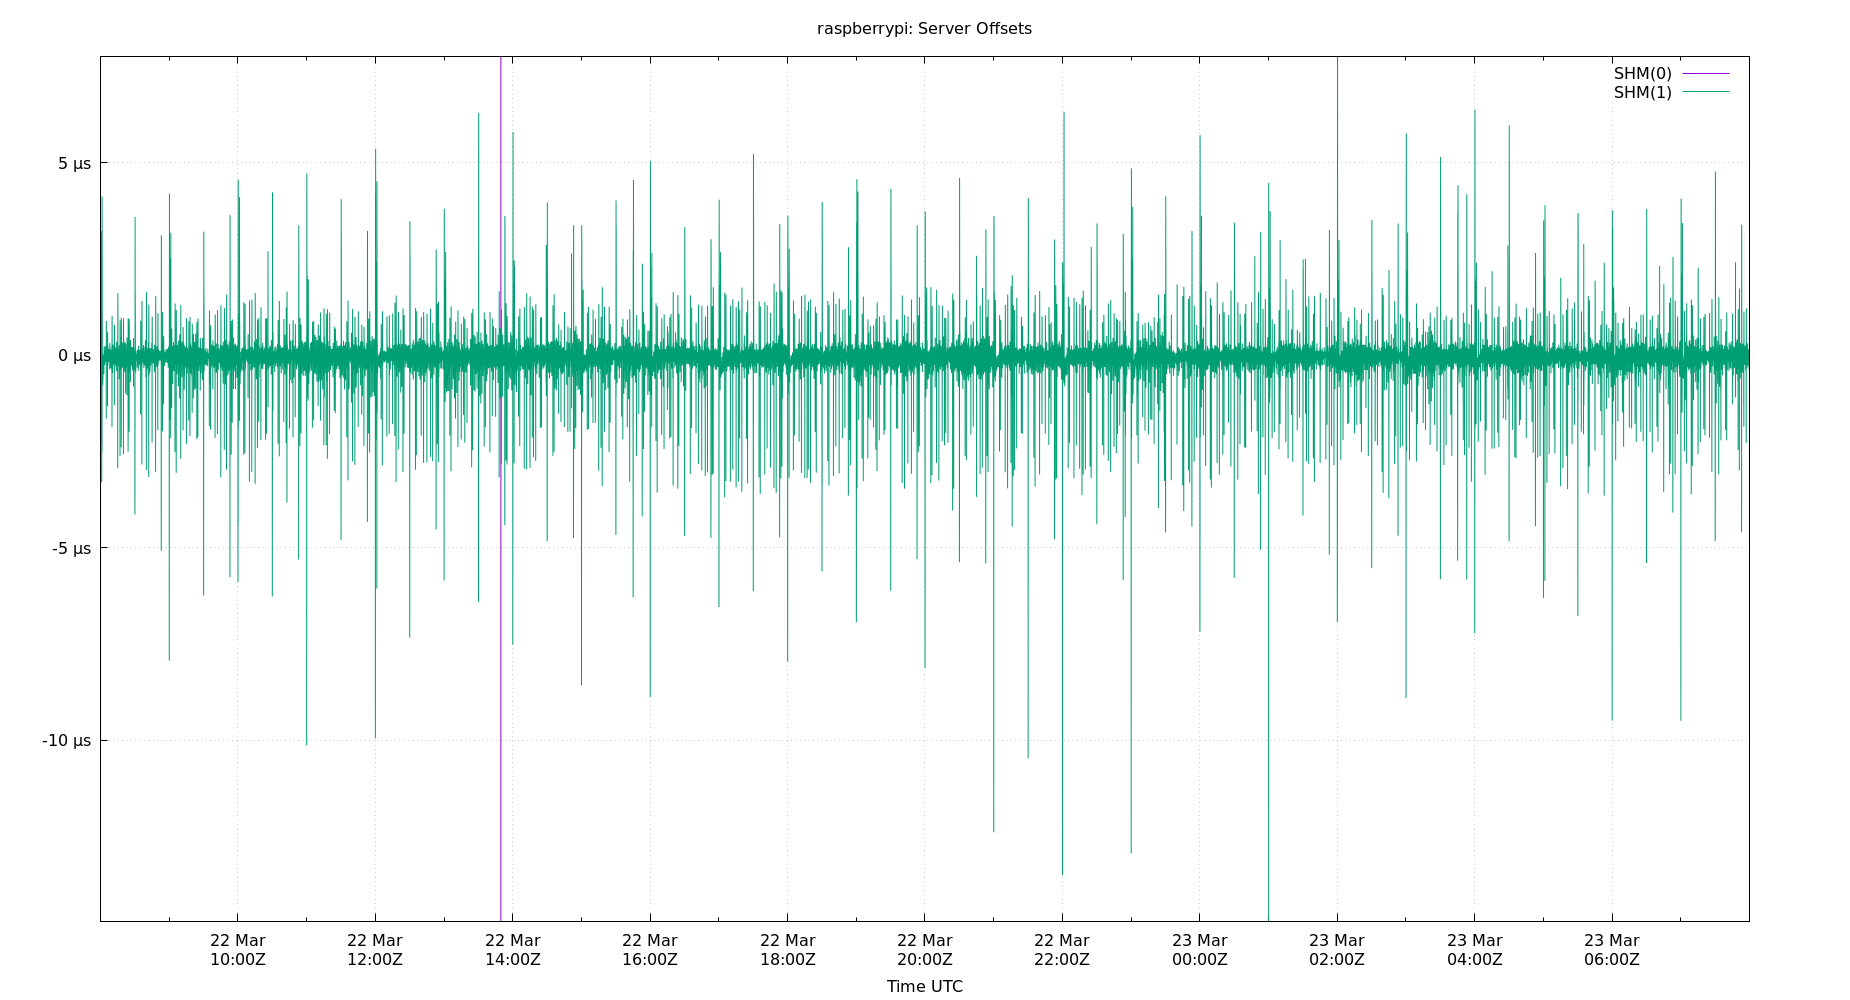 raspberrypi: Server Offsets
SHM(0)
SHM(1)
5 µs
0 µs
-5 µs
-10 µs
22 Mar 22 Mar 22 Mar 22 Mar 22 Mar 22 Mar 22 Mar 23 Mar 23 Mar 23 Mar 23 Mar
10:00Z 12:00Z 14:00Z 16:00Z 18:00Z 20:00Z 22:00Z 00:00Z 02:00Z 04:00Z 06:00Z
Time UTC